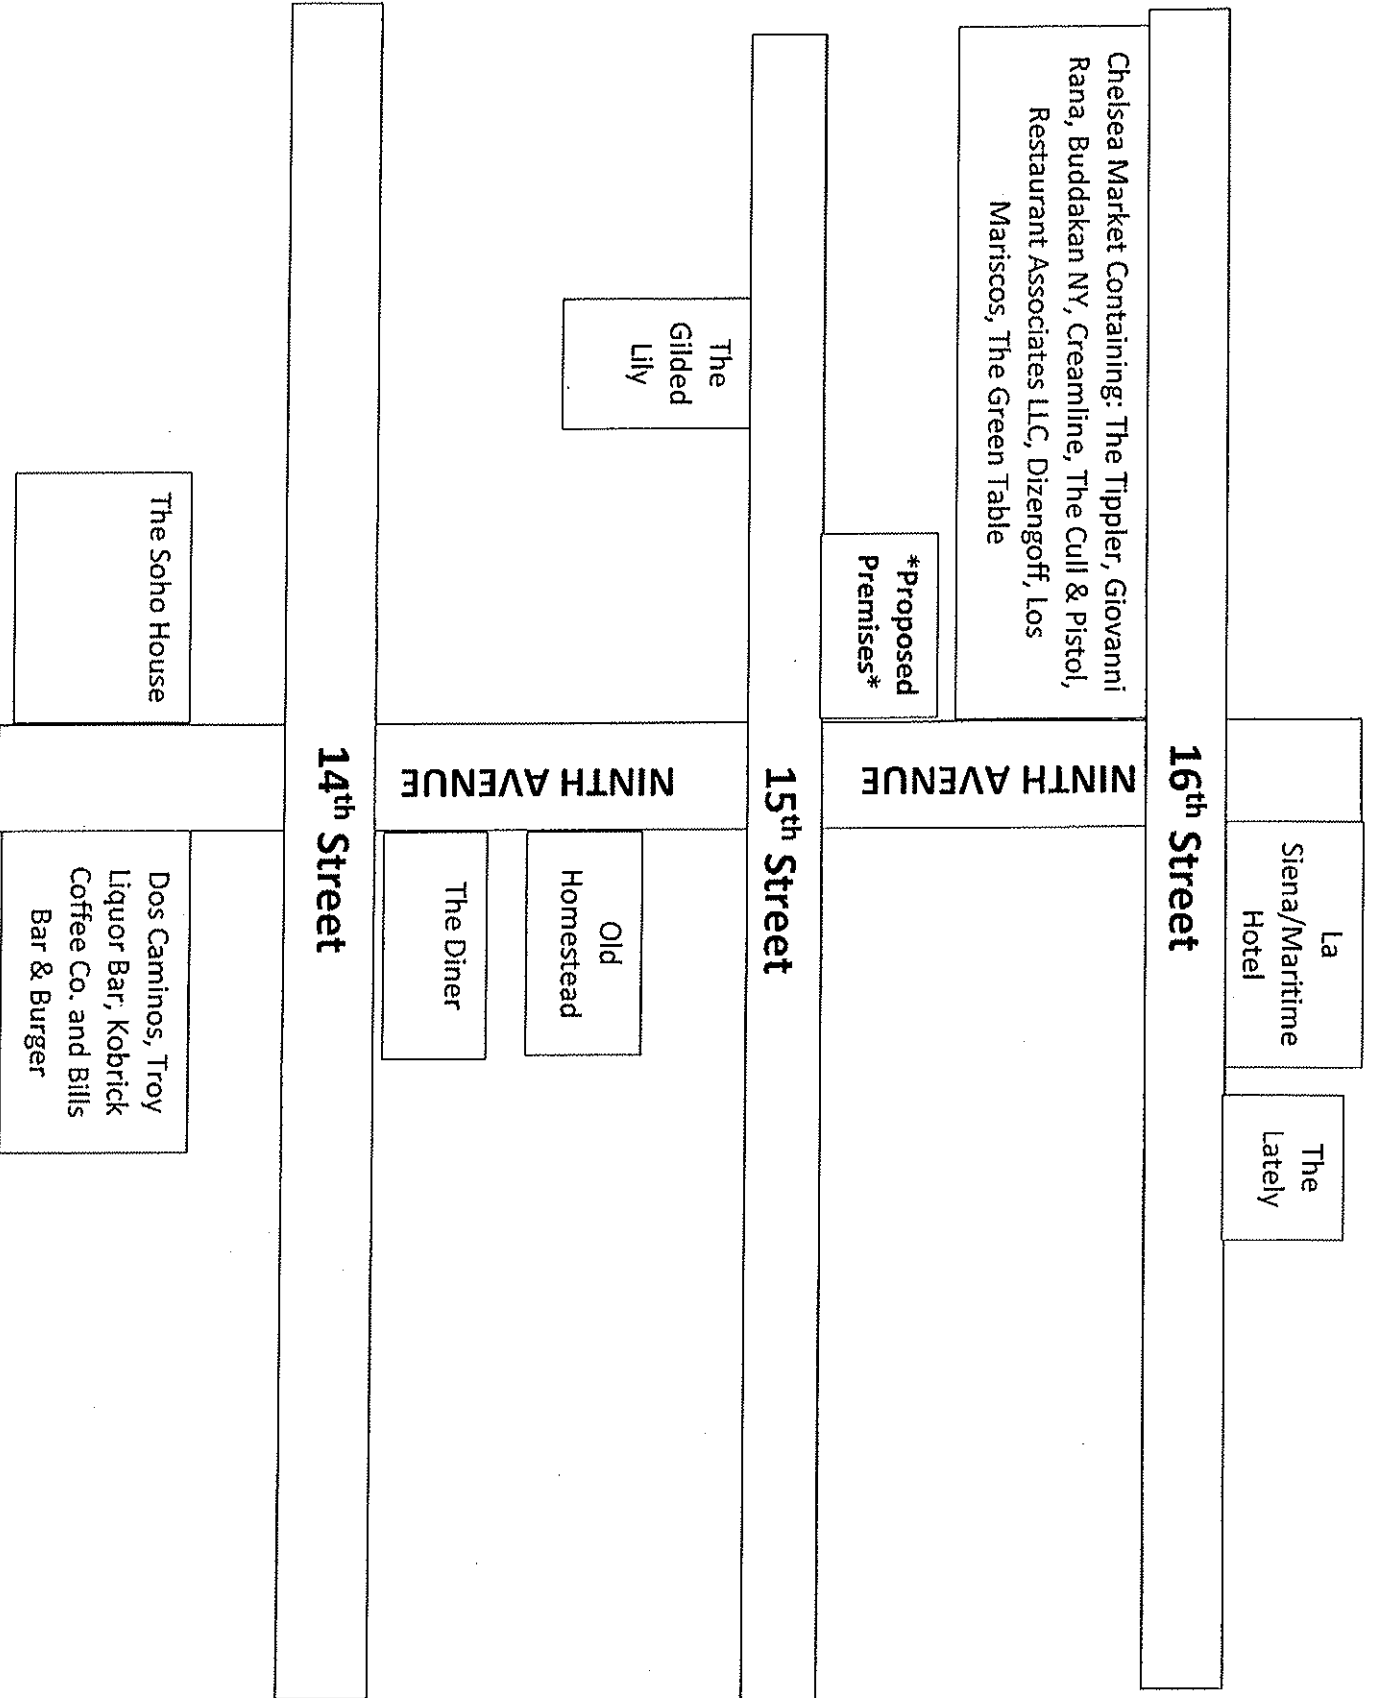 La
Siena/Maritime
Hotel
The
Lately
16th Street
Chelsea Market Containing: The Tippler, Giovanni
Rana, Buddakan NY, Creamline, The Cull & Pistol,
Restaurant Associates LLC, Dizengoff, Los
Mariscos, The Green Table
NINTH AVENUE
*Proposed
Premises*
15th Street
The
Gilded
Lily
NINTH AVENUE
Old
Homestead
The Diner
14th Street
The Soho House
Dos Caminos, Troy
Liquor Bar, Kobrick
Coffee Co. and Bills
Bar & Burger